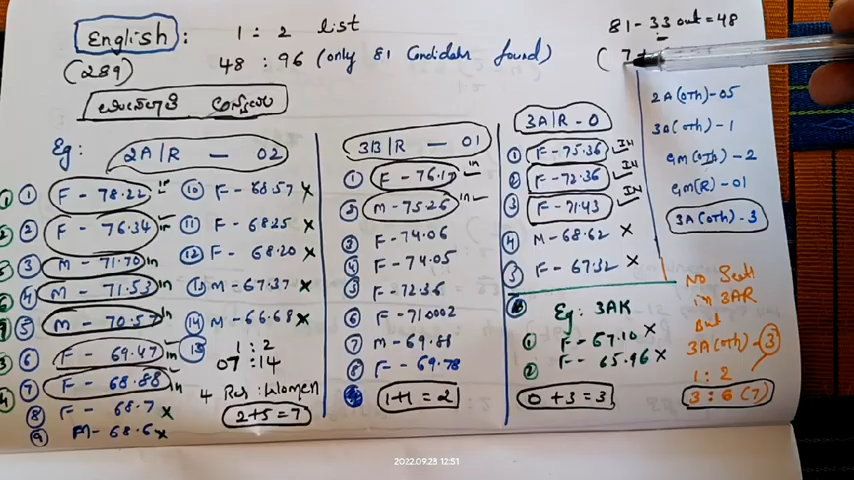 English : 1 : 2 list
(289) 48 : 96 (only 81 Candidates found)
81 - 33 out = 48
( 7
Eg: 2A|R — 02
① F - 78.22 in
② F - 76.34
③ M - 71.70 in
④ M - 71.53 in
⑤ M - 70.57 in
⑥ F - 69.47 in
⑦ F - 68.88 in
⑧ F - 68.7 x
⑨ M - 68.6 x
⑩ F - 68.57 x
⑪ F - 68.25 x
⑫ F - 68.20 x
⑬ M - 67.37 x
⑭ M - 66.68 x
⑮
1 : 2
07 : 14
4 Res : Women
2+5 = 7
3B|R — 01
① F - 76.17 in
② M - 75.26 in
③ F - 74.06
④ F - 74.05
⑤ F - 72.36
⑥ F - 71.0002
⑦ M - 69.88
⑧ F - 69.78
1+1 = 2
3A|R - 0
① F - 75.36 IN
② F - 72.36 IN
③ F - 71.43 IN
④ M - 68.62 x
⑤ F - 67.32 x
Eg: 3AK
① F - 67.10 x
② F - 65.96 x
0 + 3 = 3
2A (OTH) - 05
3B (OTH) - 1
GM (OTH) - 2
GM (R) - 01
3A (OTH) - 3
No Seat
in 3AR
but
3A (OTH) - ③
1 : 2
3 : 6 (7)
2022.09.23 12:51